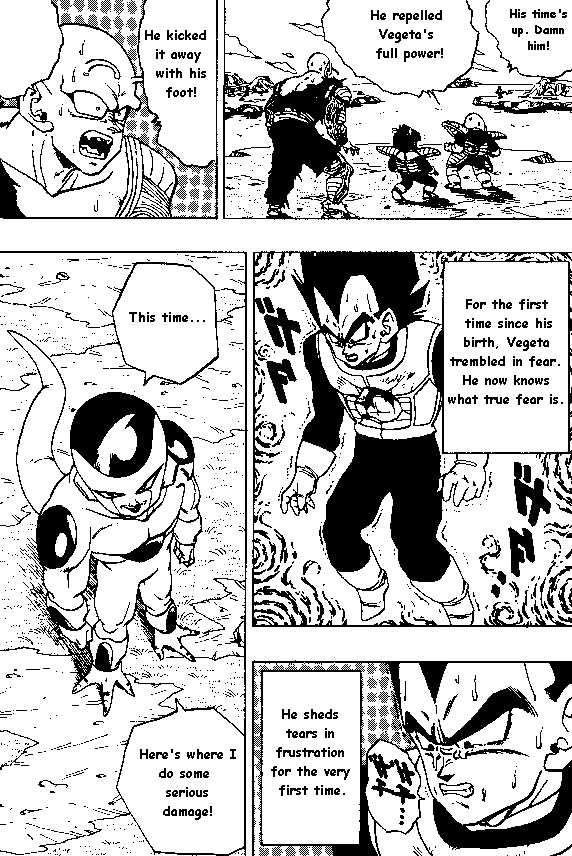 He kicked
it away
with his
foot!
He repelled
Vegeta's
full power!
His time's
up. Damn
him!
This time...
For the first
time since his
birth, Vegeta
trembled in fear.
He now knows
what true fear is.
Here's where I
do some
serious
damage!
He sheds
tears in
frustration
for the very
first time.